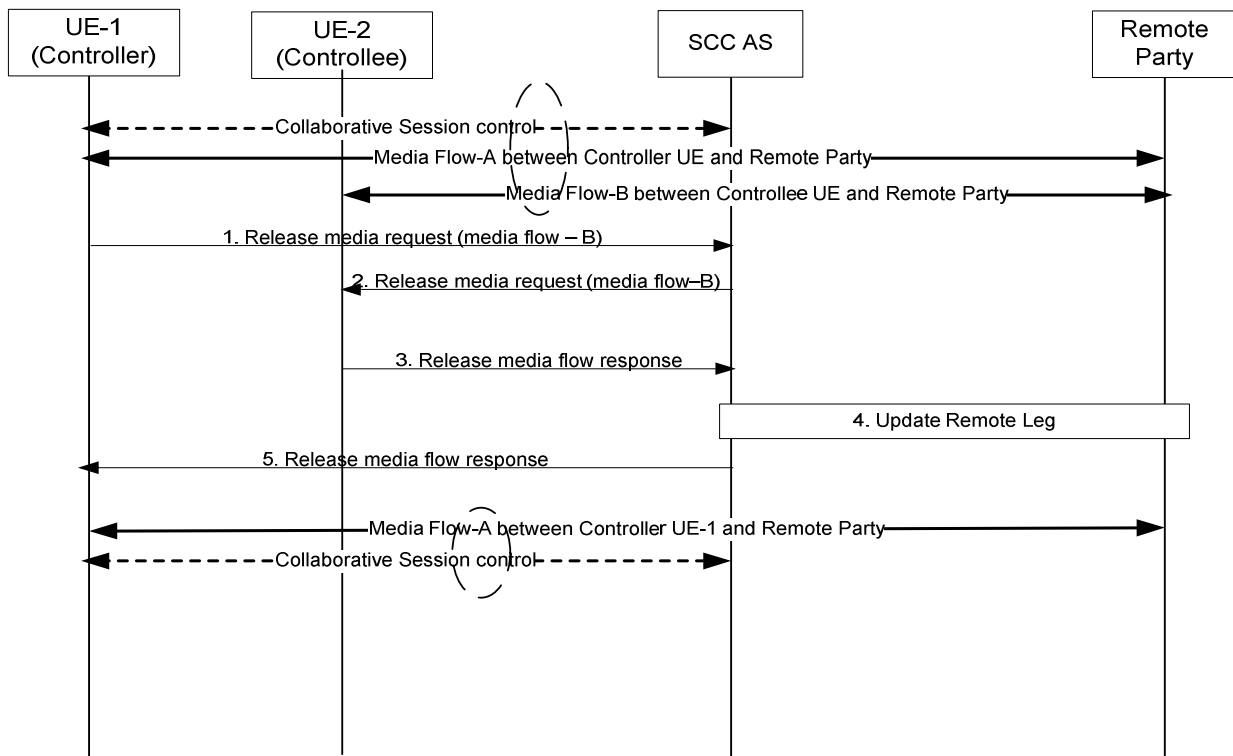 UE-1
(Controller)
UE-2
(Controllee)
SCC AS
Remote
Party
Collaborative Session control
Media Flow-A between Controller UE and Remote Party
Media Flow-B between Controllee UE and Remote Party
1. Release media request (media flow – B)
2. Release media request (media flow–B)
3. Release media flow response
4. Update Remote Leg
5. Release media flow response
Media Flow-A between Controller UE-1 and Remote Party
Collaborative Session control